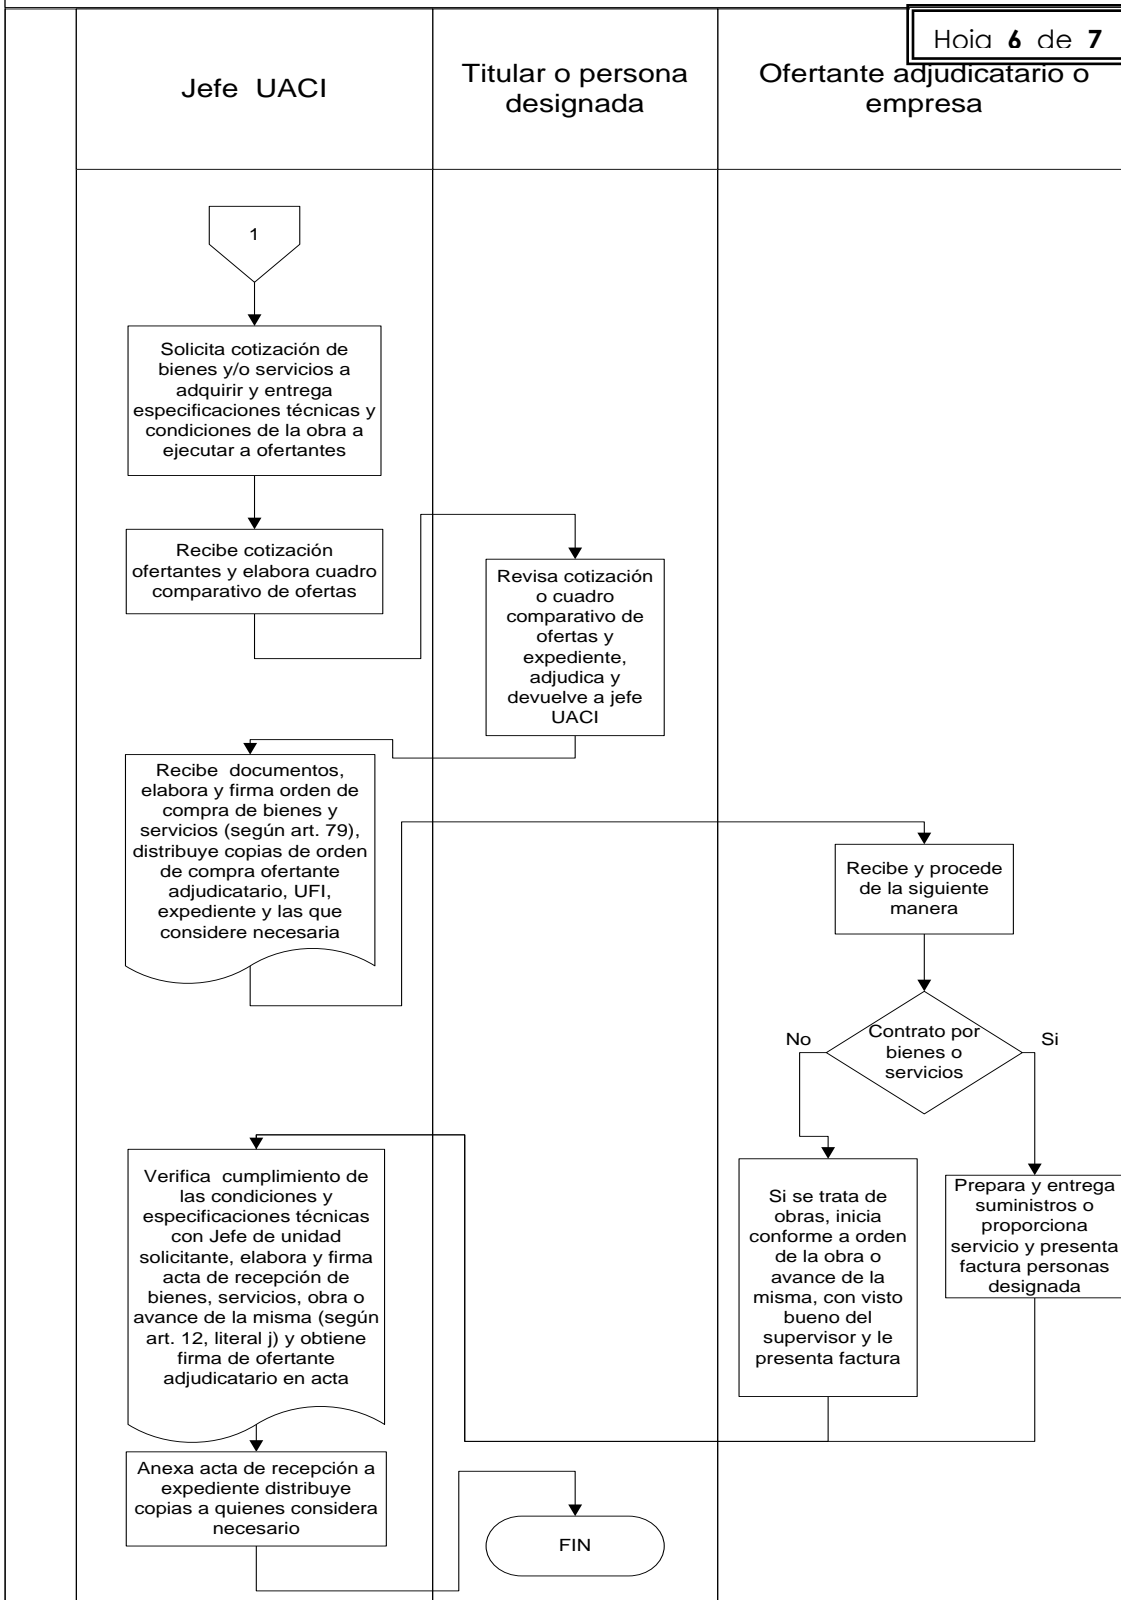 Hoja 6 de 7
Jefe UACI
Titular o persona
designada
Ofertante adjudicatario o
empresa
1
Solicita cotización de
bienes y/o servicios a
adquirir y entrega
especificaciones técnicas y
condiciones de la obra a
ejecutar a ofertantes
Recibe cotización
ofertantes y elabora cuadro
comparativo de ofertas
Revisa cotización
o cuadro
comparativo de
ofertas y
expediente,
adjudica y
devuelve a jefe
UACI
Recibe documentos,
elabora y firma orden de
compra de bienes y
servicios (según art. 79),
distribuye copias de orden
de compra ofertante
adjudicatario, UFI,
expediente y las que
considere necesaria
Recibe y procede
de la siguiente
manera
Contrato por
bienes o
servicios
No
Si
Si se trata de
obras, inicia
conforme a orden
de la obra o
avance de la
misma, con visto
bueno del
supervisor y le
presenta factura
Prepara y entrega
suministros o
proporciona
servicio y presenta
factura personas
designada
Verifica cumplimiento de
las condiciones y
especificaciones técnicas
con Jefe de unidad
solicitante, elabora y firma
acta de recepción de
bienes, servicios, obra o
avance de la misma (según
art. 12, literal j) y obtiene
firma de ofertante
adjudicatario en acta
Anexa acta de recepción a
expediente distribuye
copias a quienes considera
necesario
FIN